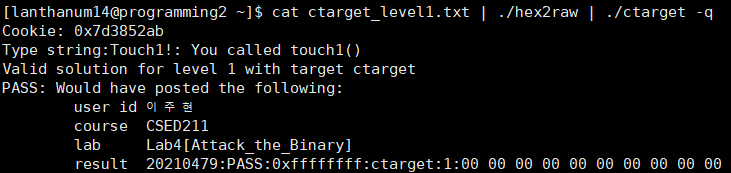 [lanthanum14@programming2 ~]$ cat ctarget_level1.txt | ./hex2raw | ./ctarget -q
Cookie: 0x7d3852ab
Type string:Touch1!: You called touch1()
Valid solution for level 1 with target ctarget
PASS: Would have posted the following:
user id 이주현
course CSED211
lab Lab4[Attack_the_Binary]
result 20210479:PASS:0xffffffff:ctarget:1:00 00 00 00 00 00 00 00 00 00